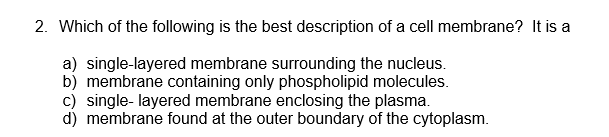 2. Which of the following is the best description of a cell membrane? It is a
a) single-layered membrane surrounding the nucleus.
b) membrane containing only phospholipid molecules.
c) single- layered membrane enclosing the plasma.
d) membrane found at the outer boundary of the cytoplasm.